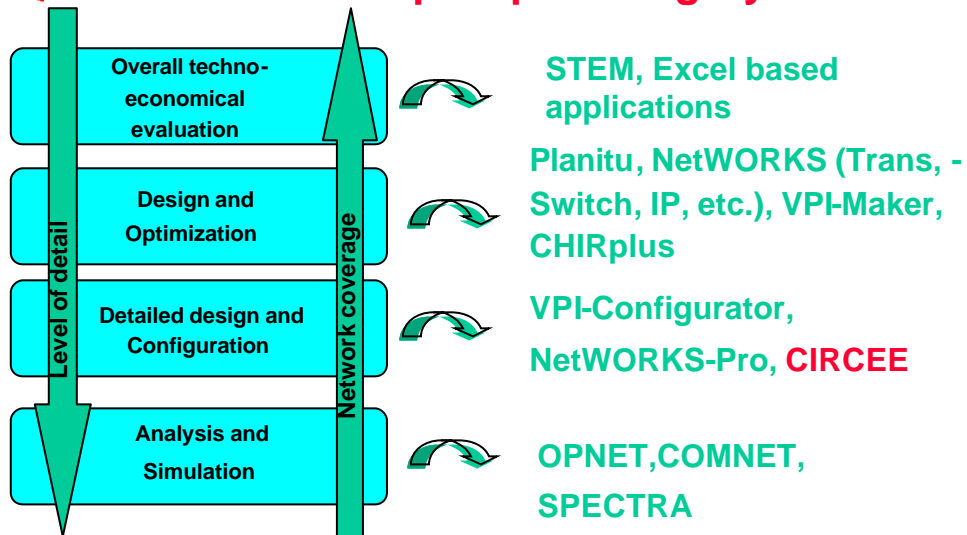 Overall techno-
economical
evaluation
STEM, Excel based
applications
Design and
Optimization
Planitu, NetWORKS (Trans, -
Switch, IP, etc.), VPI-Maker,
CHIRplus
Detailed design and
Configuration
VPI-Configurator,
NetWORKS-Pro, CIRCEE
Analysis and
Simulation
OPNET,COMNET,
SPECTRA
Level of detail
Network coverage